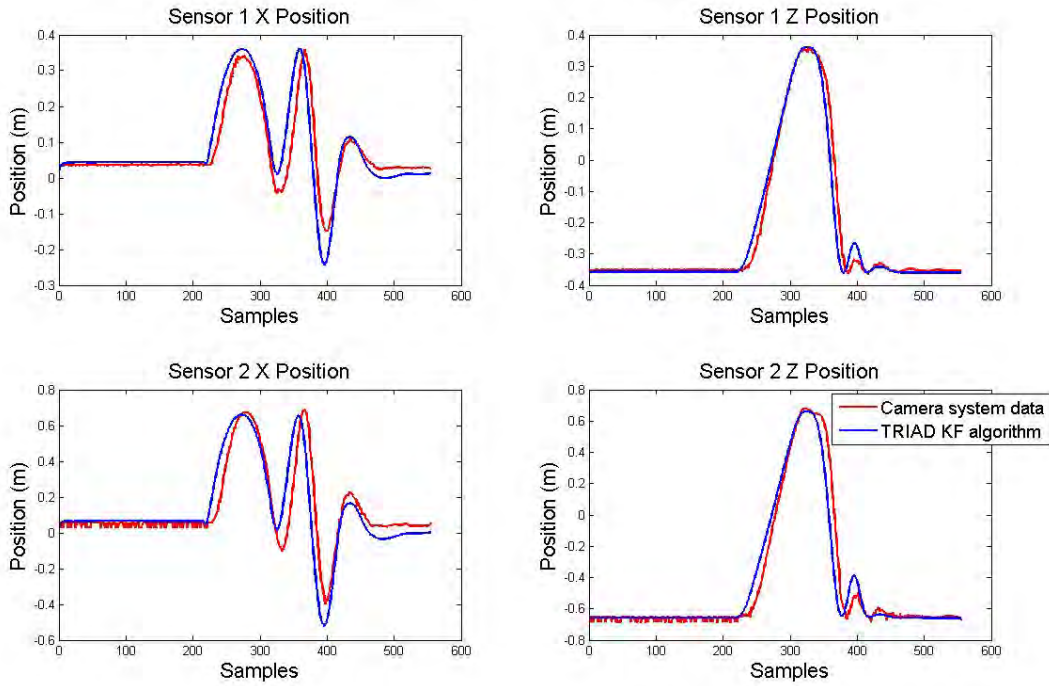 Sensor 1 X Position
Position (m)
0.4
0.3
0.2
0.1
0
-0.1
-0.2
-0.3
0 100 200 300 400 500 600
Samples
Sensor 1 Z Position
Position (m)
0.4
0.3
0.2
0.1
0
-0.1
-0.2
-0.3
-0.4
0 100 200 300 400 500 600
Samples
Sensor 2 X Position
Position (m)
0.8
0.6
0.4
0.2
0
-0.2
-0.4
-0.6
0 100 200 300 400 500 600
Samples
Sensor 2 Z Position
Position (m)
0.8
0.6
0.4
0.2
0
-0.2
-0.4
-0.6
-0.8
0 100 200 300 400 500 600
Samples
Camera system data
TRIAD KF algorithm